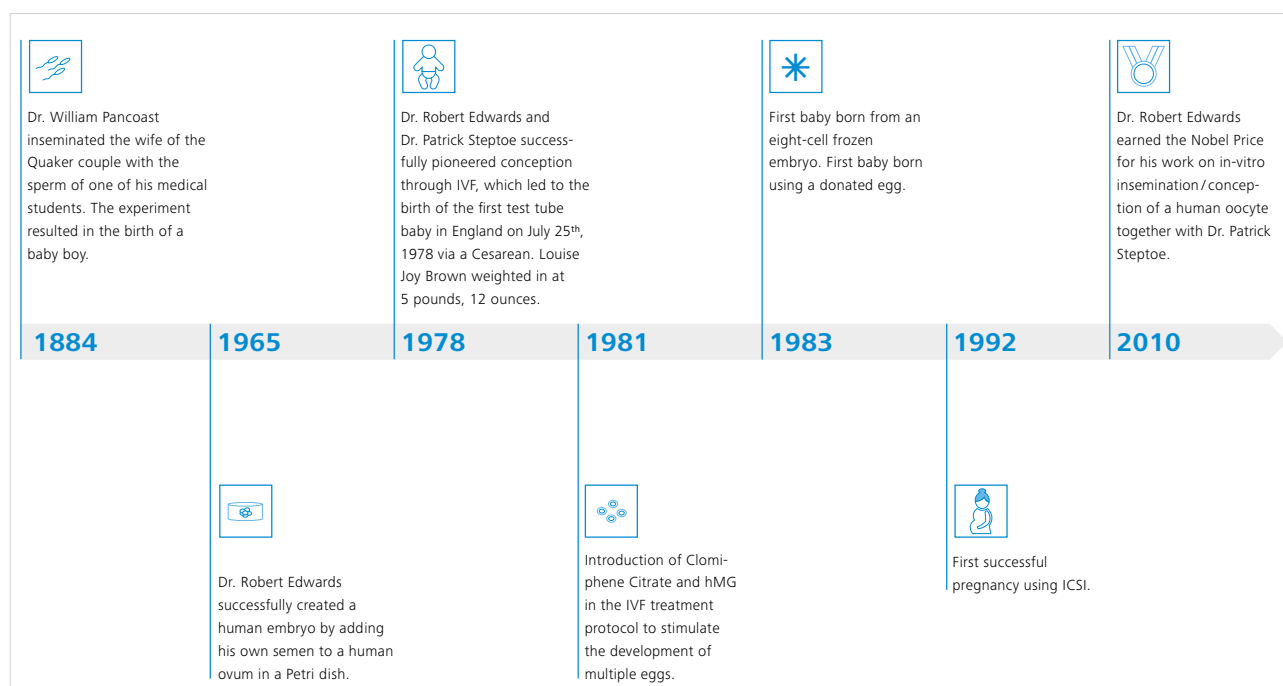 Dr. William Pancoast
inseminated the wife of the
Quaker couple with the
sperm of one of his medical
students. The experiment
resulted in the birth of a
baby boy.
Dr. Robert Edwards and
Dr. Patrick Steptoe success-
fully pioneered conception
through IVF, which led to the
birth of the first test tube
baby in England on July 25th,
1978 via a Cesarean. Louise
Joy Brown weighted in at
5 pounds, 12 ounces.
First baby born from an
eight-cell frozen
embryo. First baby born
using a donated egg.
Dr. Robert Edwards
earned the Nobel Price
for his work on in-vitro
insemination/concep-
tion of a human oocyte
together with Dr. Patrick
Steptoe.
1884 1965 1978 1981 1983 1992 2010
Dr. Robert Edwards
successfully created a
human embryo by adding
his own semen to a human
ovum in a Petri dish.
Introduction of Clomi-
phene Citrate and hMG
in the IVF treatment
protocol to stimulate
the development of
multiple eggs.
First successful
pregnancy using ICSI.